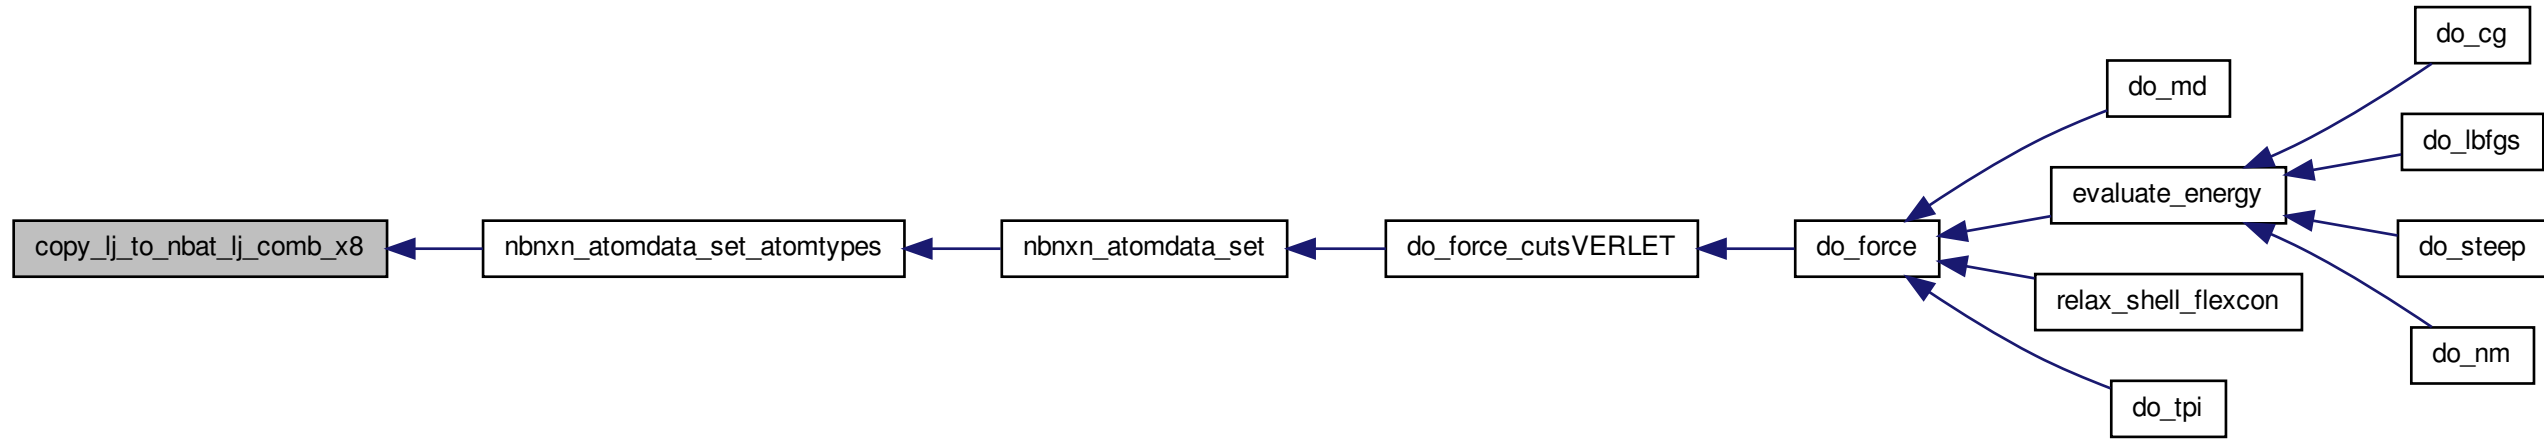 copy_lj_to_nbat_lj_comb_x8
nbnxn_atomdata_set_atomtypes
nbnxn_atomdata_set
do_force_cutsVERLET
do_force
do_md
evaluate_energy
relax_shell_flexcon
do_tpi
do_cg
do_lbfgs
do_steep
do_nm